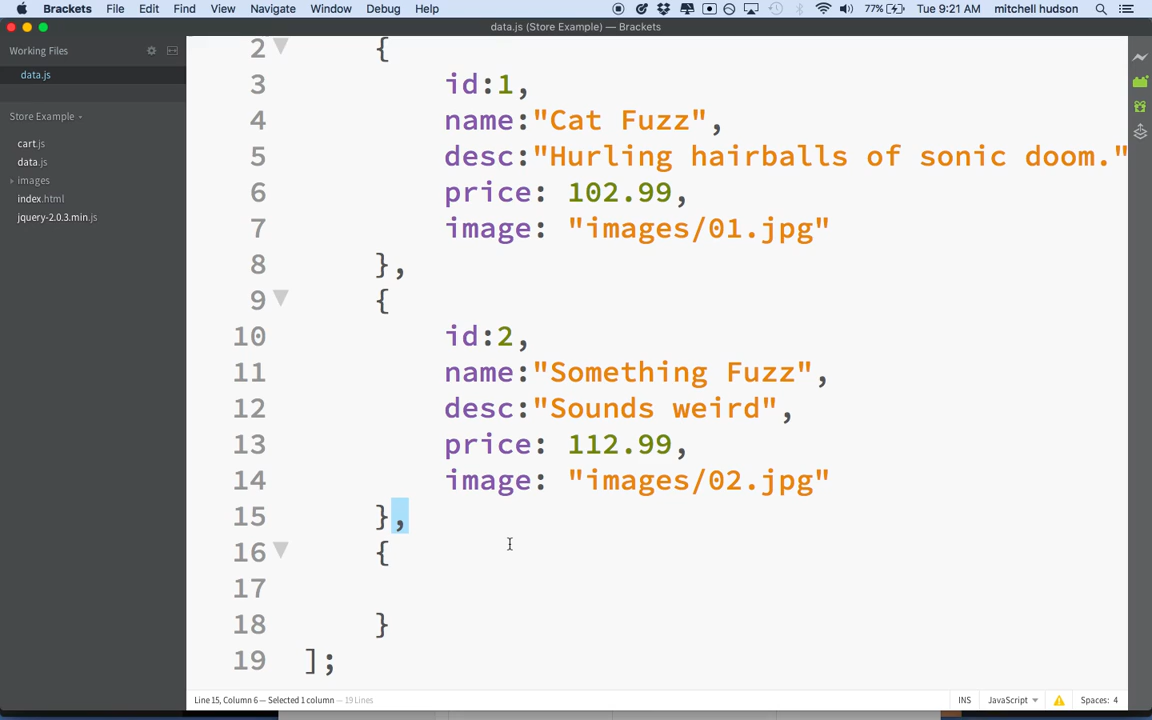 Brackets File Edit Find View Navigate Window Debug Help 77% Tue 9:21 AM mitchell hudson
data.js (Store Example) — Brackets
Working Files
data.js
Store Example
cart.js
data.js
images
index.html
jquery-2.0.3.min.js
2 {
3 id:1,
4 name:"Cat Fuzz",
5 desc:"Hurling hairballs of sonic doom."
6 price: 102.99,
7 image: "images/01.jpg"
8 },
9 {
10 id:2,
11 name:"Something Fuzz",
12 desc:"Sounds weird",
13 price: 112.99,
14 image: "images/02.jpg"
15 },
16 {
17
18 }
19 ];
Line 15, Column 6 — Selected 1 column — 19 Lines INS JavaScript Spaces: 4